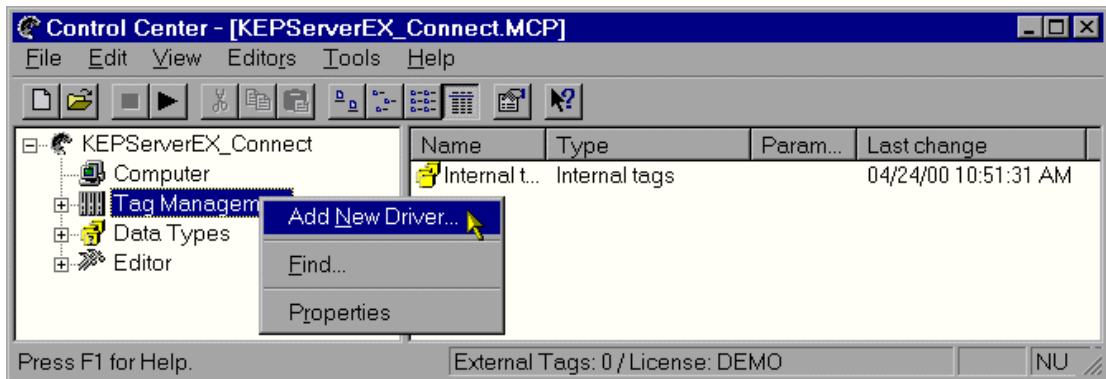 Control Center - [KEPServerEX_Connect.MCP]
File Edit View Editors Tools Help
KEPServerEX_Connect
Computer
Tag Managem
Data Types
Editor
Add New Driver...
Find...
Properties
Name Type Param... Last change
Internal t... Internal tags 04/24/00 10:51:31 AM
Press F1 for Help. External Tags: 0 / License: DEMO NU